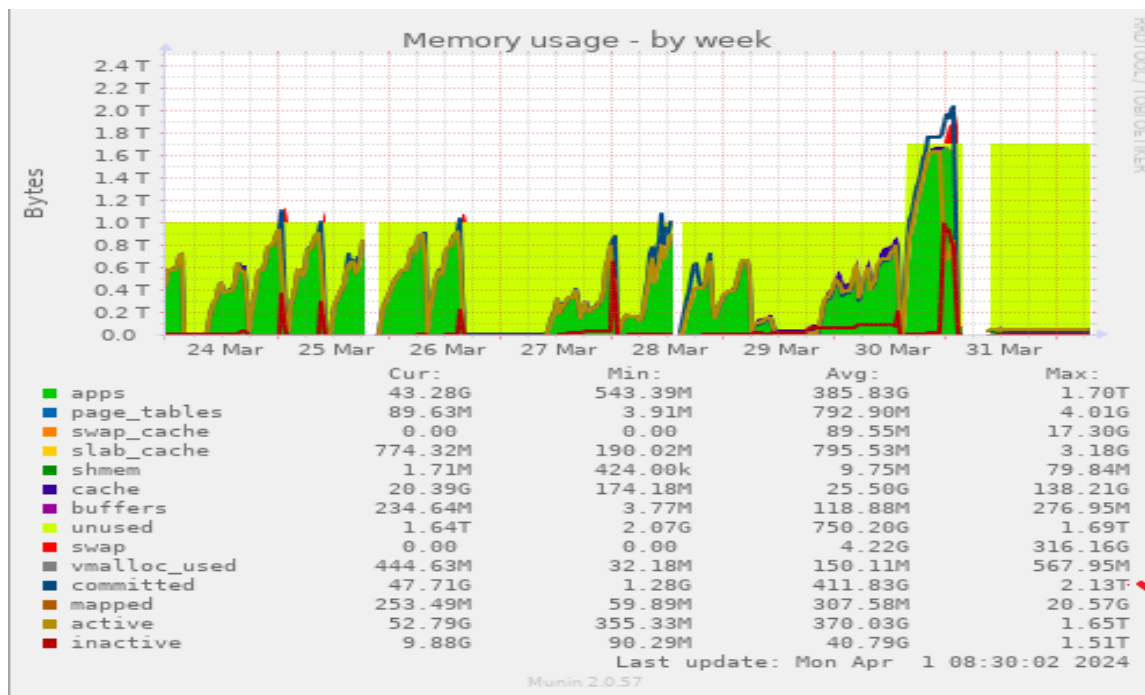 Memory usage - by week
RRDTOOL / TOBI OETIKER
Bytes
2.4 T
2.2 T
2.0 T
1.8 T
1.6 T
1.4 T
1.2 T
1.0 T
0.8 T
0.6 T
0.4 T
0.2 T
0.0
24 Mar 25 Mar 26 Mar 27 Mar 28 Mar 29 Mar 30 Mar 31 Mar
Cur: Min: Avg: Max:
apps 43.28G 543.39M 385.83G 1.70T
page_tables 89.63M 3.91M 792.90M 4.01G
swap_cache 0.00 0.00 89.55M 17.30G
slab_cache 774.32M 190.02M 795.53M 3.18G
shmem 1.71M 424.00k 9.75M 79.84M
cache 20.39G 174.18M 25.50G 138.21G
buffers 234.64M 3.77M 118.88M 276.95M
unused 1.64T 2.07G 750.20G 1.69T
swap 0.00 0.00 4.22G 316.16G
vmalloc_used 444.63M 32.18M 150.11M 567.95M
committed 47.71G 1.28G 411.83G 2.13T
mapped 253.49M 59.89M 307.58M 20.57G
active 52.79G 355.33M 370.03G 1.65T
inactive 9.88G 90.29M 40.79G 1.51T
Last update: Mon Apr 1 08:30:02 2024
Munin 2.0.57